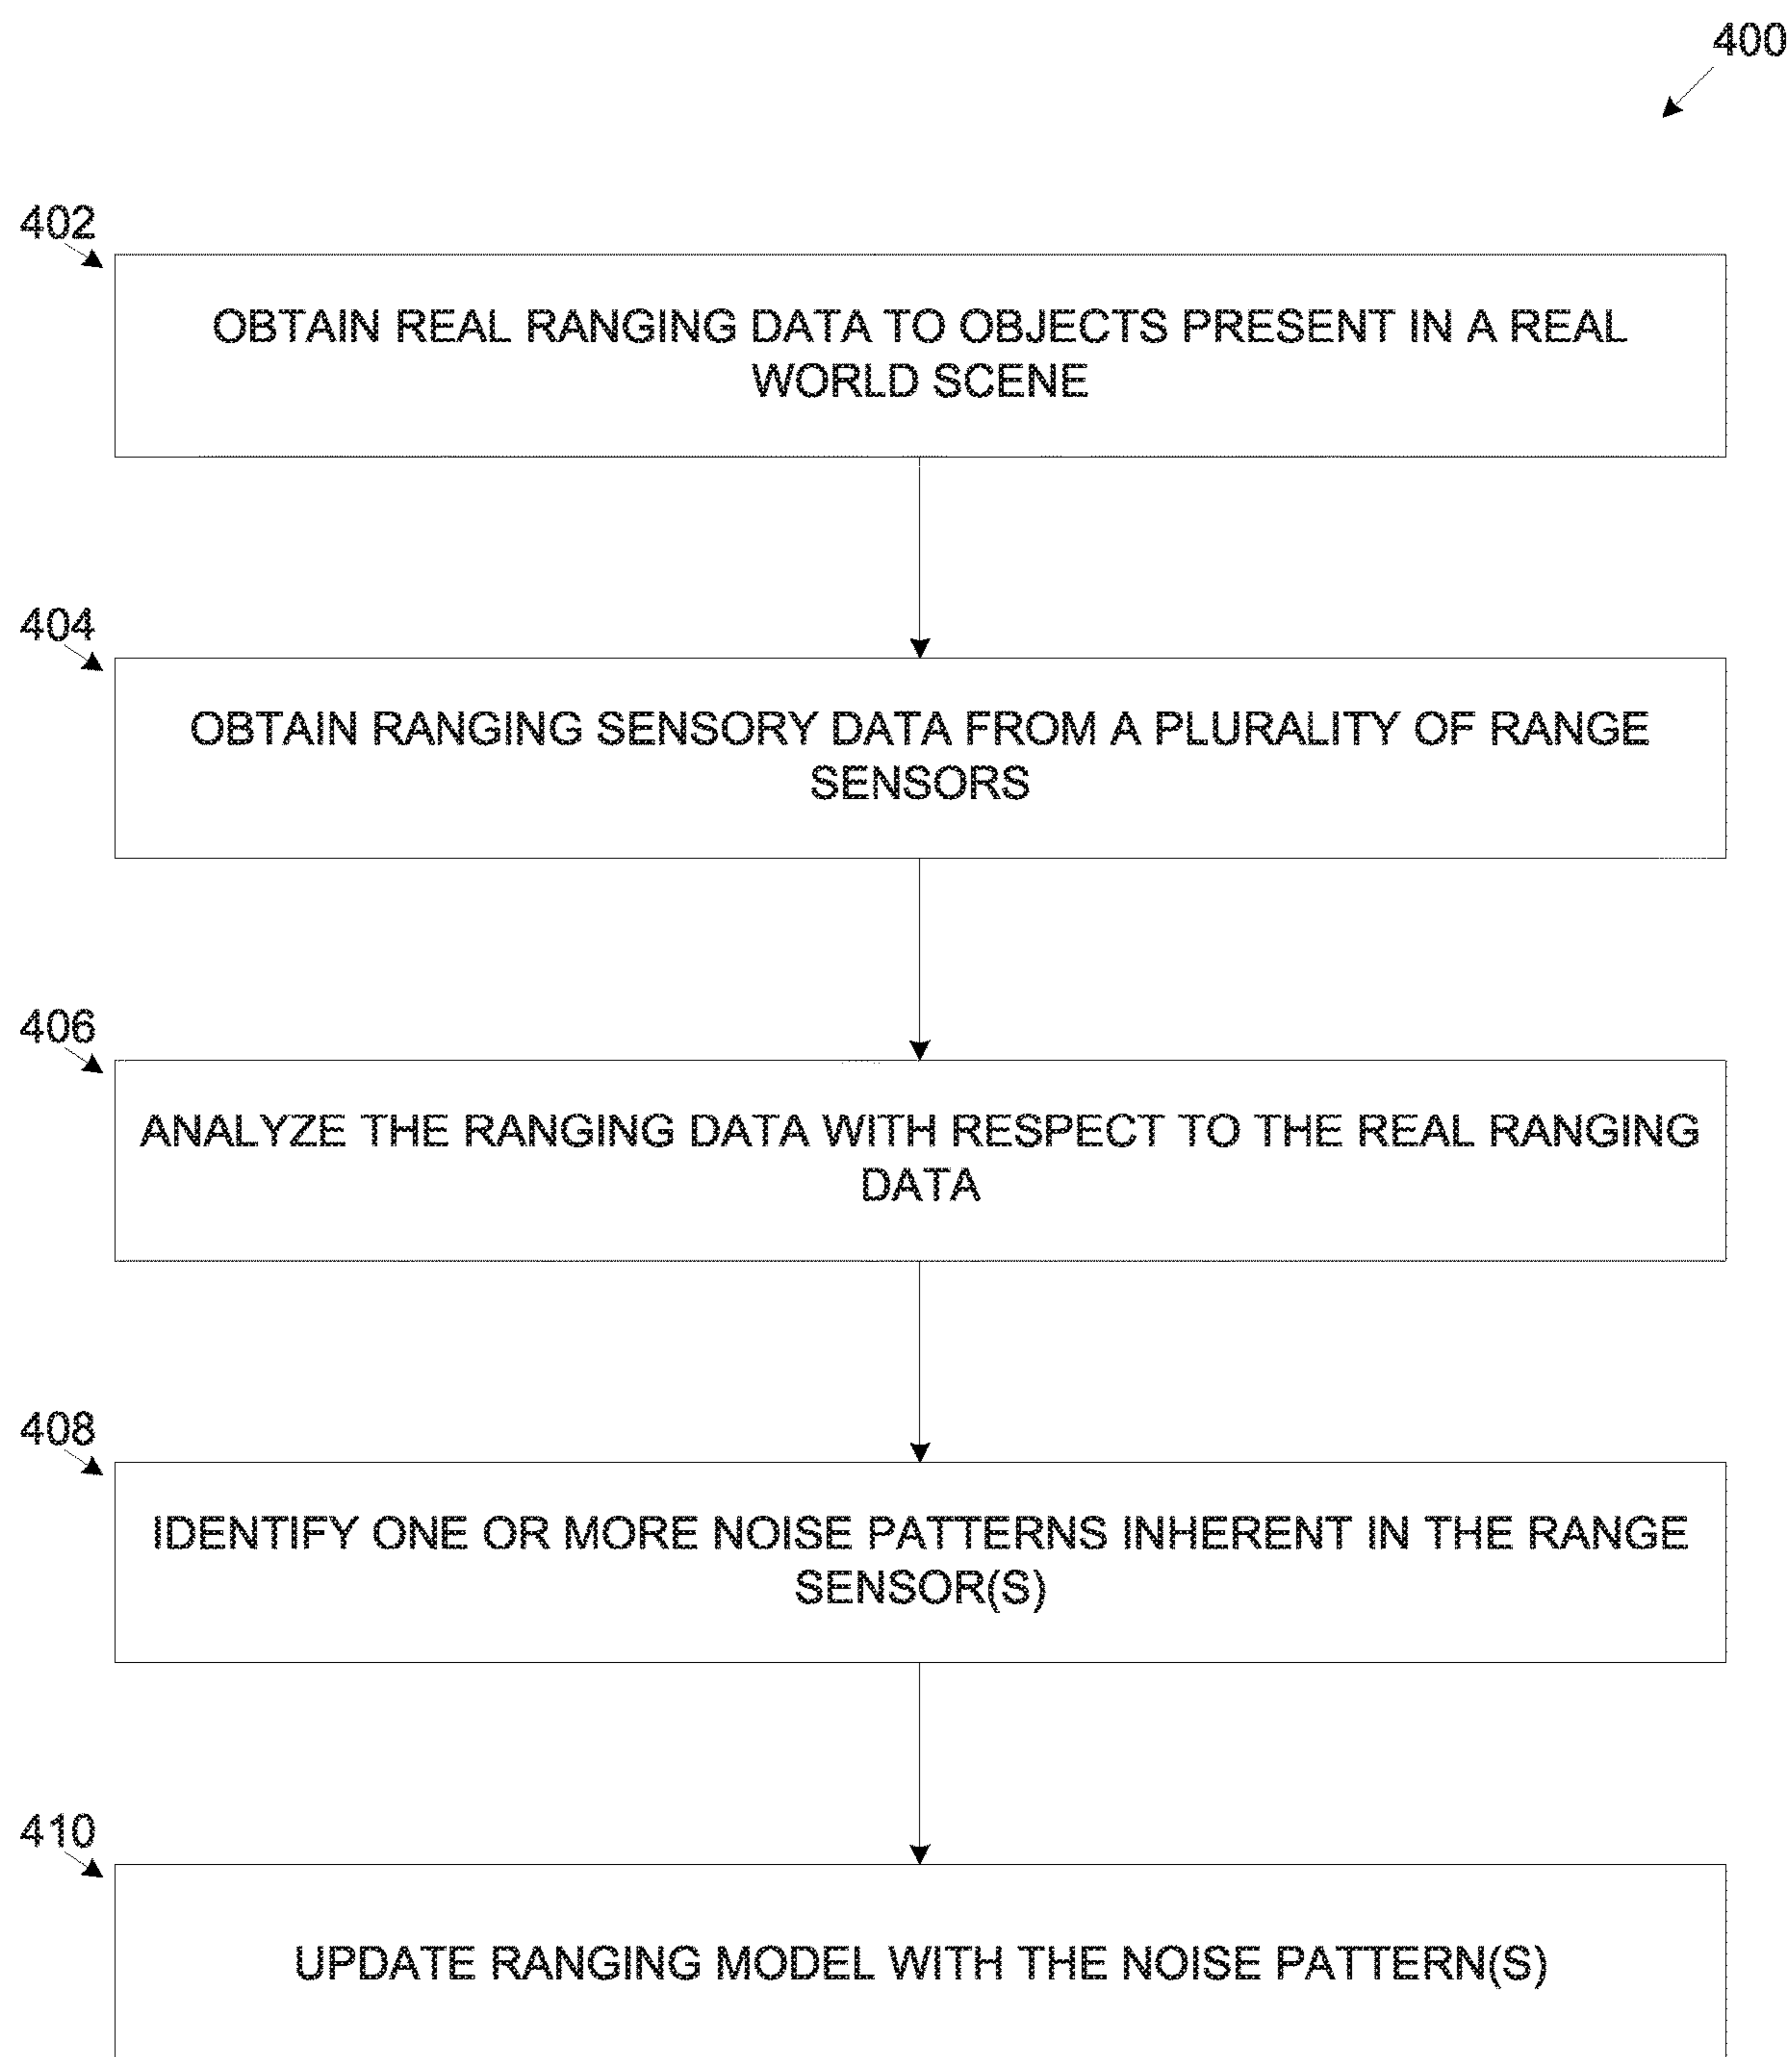 400
402
OBTAIN REAL RANGING DATA TO OBJECTS PRESENT IN A REAL
WORLD SCENE
404
OBTAIN RANGING SENSORY DATA FROM A PLURALITY OF RANGE
SENSORS
406
ANALYZE THE RANGING DATA WITH RESPECT TO THE REAL RANGING
DATA
408
IDENTIFY ONE OR MORE NOISE PATTERNS INHERENT IN THE RANGE
SENSOR(S)
410
UPDATE RANGING MODEL WITH THE NOISE PATTERN(S)